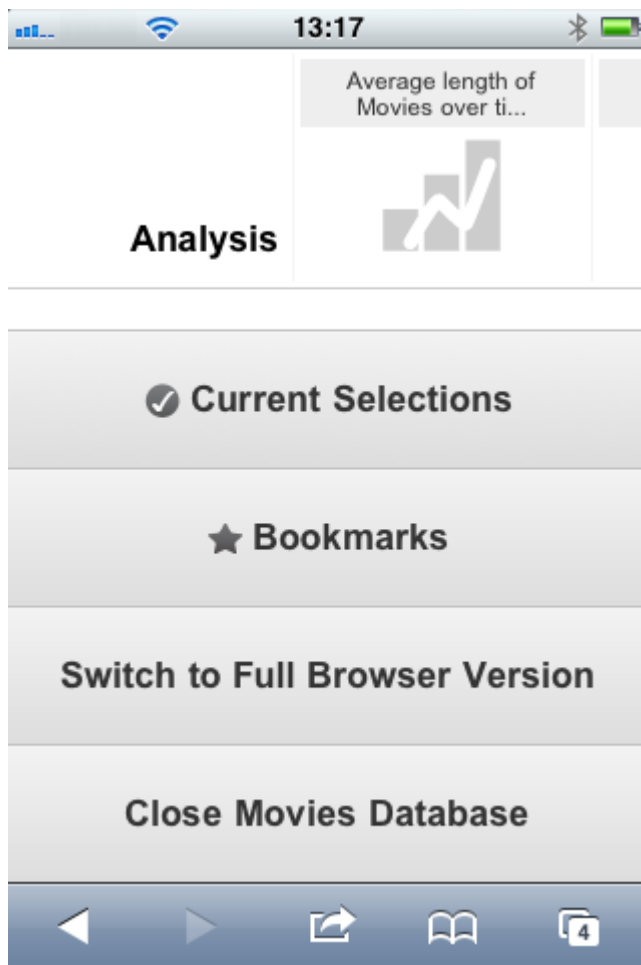 13:17
Average length of
Movies over ti...
Analysis
Current Selections
Bookmarks
Switch to Full Browser Version
Close Movies Database
4